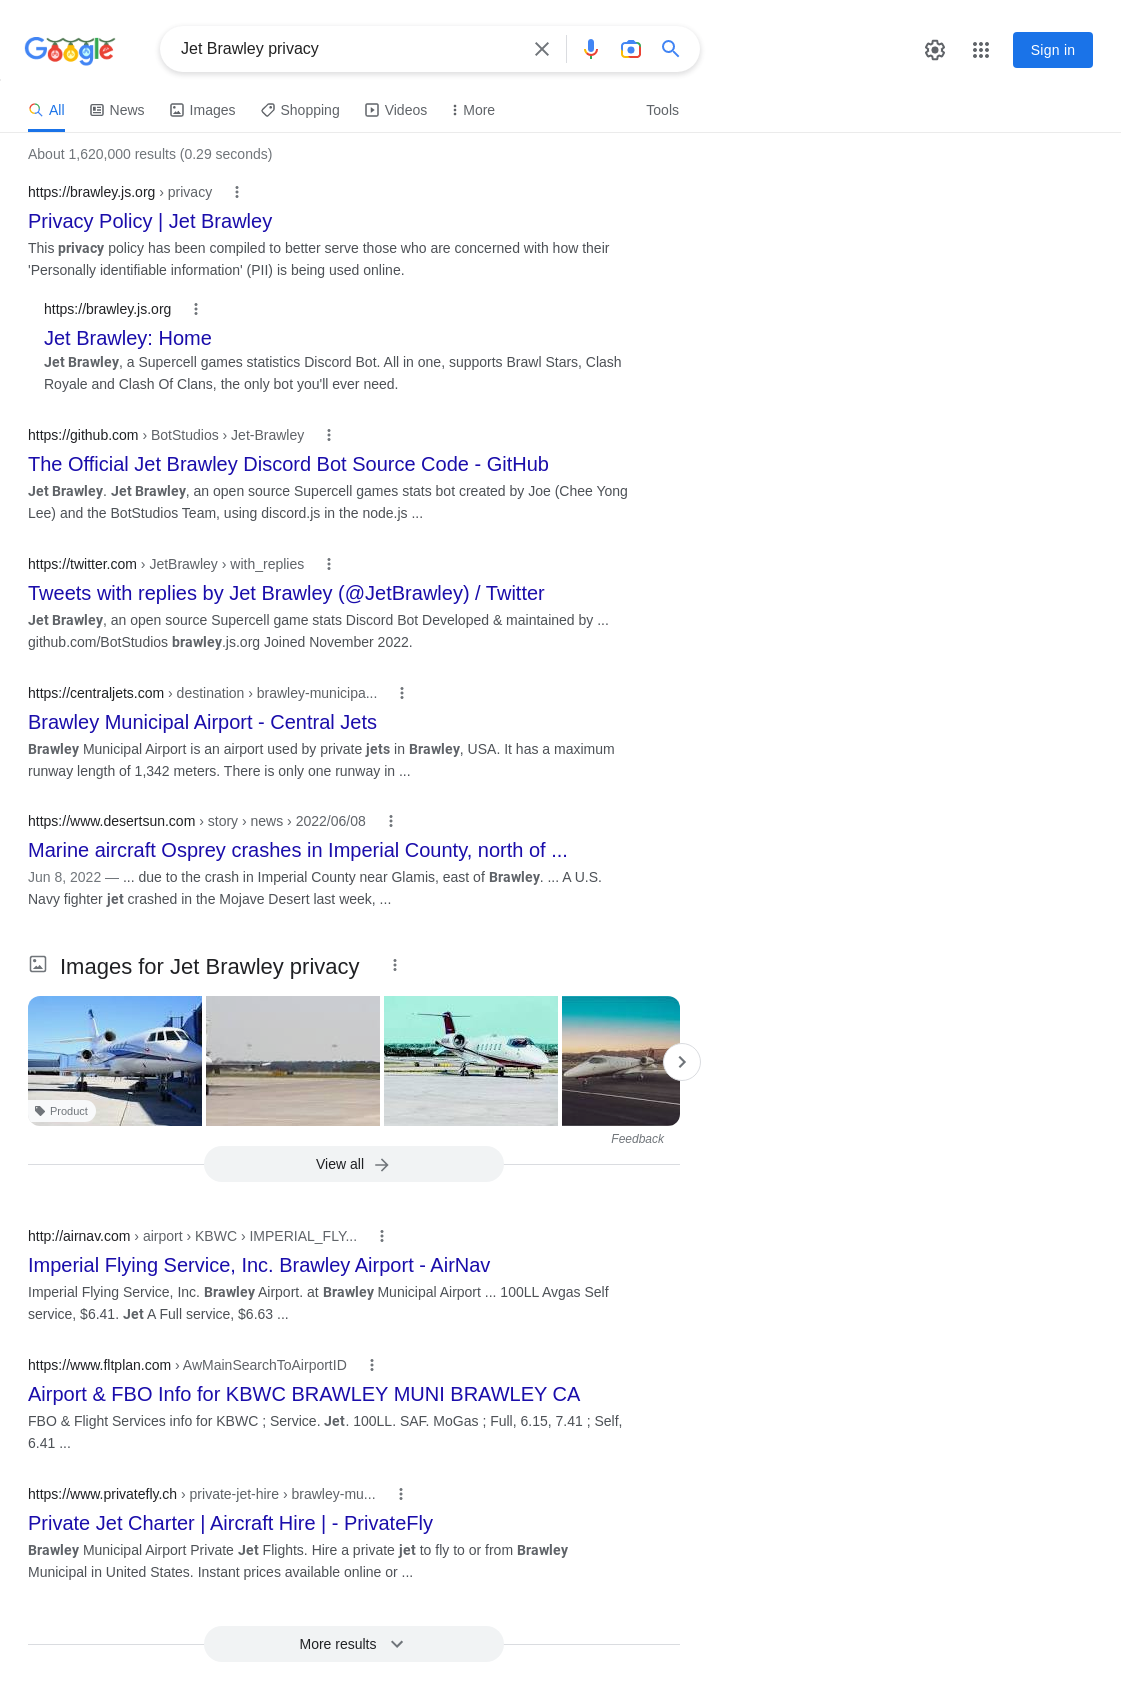 Google
Jet Brawley privacy
Sign in
All
News
Images
Shopping
Videos
More
Tools
About 1,620,000 results (0.29 seconds)
https://brawley.js.org › privacy
Privacy Policy | Jet Brawley
This privacy policy has been compiled to better serve those who are concerned with how their
'Personally identifiable information' (PII) is being used online.
https://brawley.js.org
Jet Brawley: Home
Jet Brawley, a Supercell games statistics Discord Bot. All in one, supports Brawl Stars, Clash
Royale and Clash Of Clans, the only bot you'll ever need.
https://github.com › BotStudios › Jet-Brawley
The Official Jet Brawley Discord Bot Source Code - GitHub
Jet Brawley. Jet Brawley, an open source Supercell games stats bot created by Joe (Chee Yong
Lee) and the BotStudios Team, using discord.js in the node.js ...
https://twitter.com › JetBrawley › with_replies
Tweets with replies by Jet Brawley (@JetBrawley) / Twitter
Jet Brawley, an open source Supercell game stats Discord Bot Developed & maintained by ...
github.com/BotStudios brawley.js.org Joined November 2022.
https://centraljets.com › destination › brawley-municipa...
Brawley Municipal Airport - Central Jets
Brawley Municipal Airport is an airport used by private jets in Brawley, USA. It has a maximum
runway length of 1,342 meters. There is only one runway in ...
https://www.desertsun.com › story › news › 2022/06/08
Marine aircraft Osprey crashes in Imperial County, north of ...
Jun 8, 2022 — ... due to the crash in Imperial County near Glamis, east of Brawley. ... A U.S.
Navy fighter jet crashed in the Mojave Desert last week, ...
Images for Jet Brawley privacy
Product
Feedback
View all
http://airnav.com › airport › KBWC › IMPERIAL_FLY...
Imperial Flying Service, Inc. Brawley Airport - AirNav
Imperial Flying Service, Inc. Brawley Airport. at Brawley Municipal Airport ... 100LL Avgas Self
service, $6.41. Jet A Full service, $6.63 ...
https://www.fltplan.com › AwMainSearchToAirportID
Airport & FBO Info for KBWC BRAWLEY MUNI BRAWLEY CA
FBO & Flight Services info for KBWC ; Service. Jet. 100LL. SAF. MoGas ; Full, 6.15, 7.41 ; Self,
6.41 ...
https://www.privatefly.ch › private-jet-hire › brawley-mu...
Private Jet Charter | Aircraft Hire | - PrivateFly
Brawley Municipal Airport Private Jet Flights. Hire a private jet to fly to or from Brawley
Municipal in United States. Instant prices available online or ...
More results